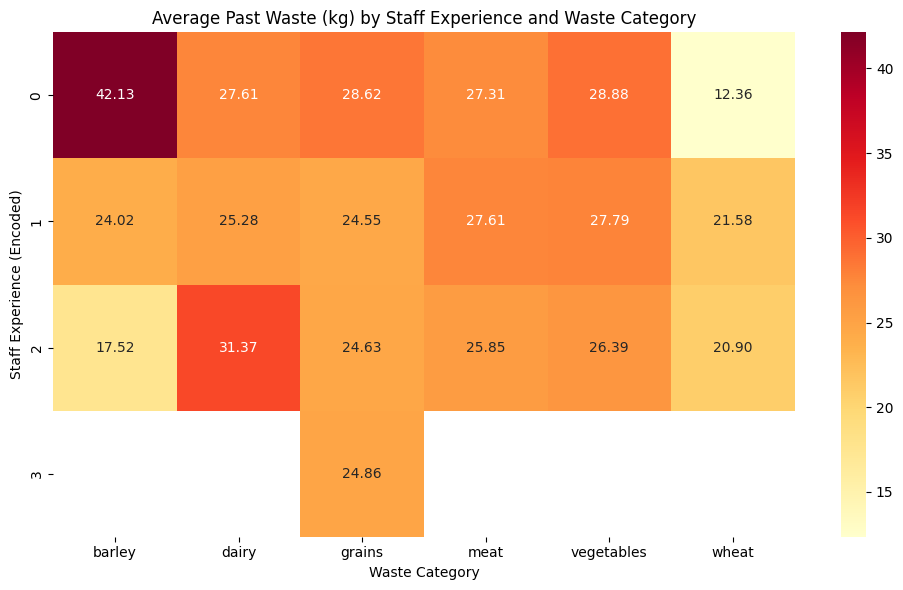 Average Past Waste (kg) by Staff Experience and Waste Category
Staff Experience (Encoded)
0
42.13 27.61 28.62 27.31 28.88 12.36
1
24.02 25.28 24.55 27.61 27.79 21.58
2
17.52 31.37 24.63 25.85 26.39 20.90
3
24.86
barley dairy grains meat vegetables wheat
Waste Category
40
35
30
25
20
15